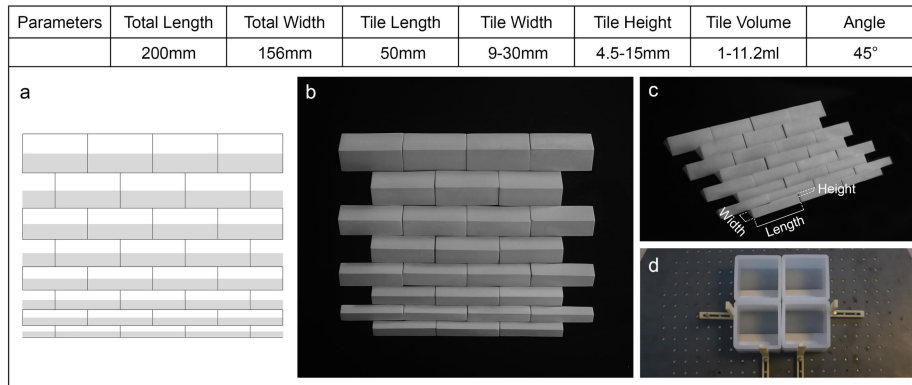 Parameters Total Length Total Width Tile Length Tile Width Tile Height Tile Volume Angle
200mm 156mm 50mm 9-30mm 4.5-15mm 1-11.2ml 45°
a
b
c
Height
Width
Length
d